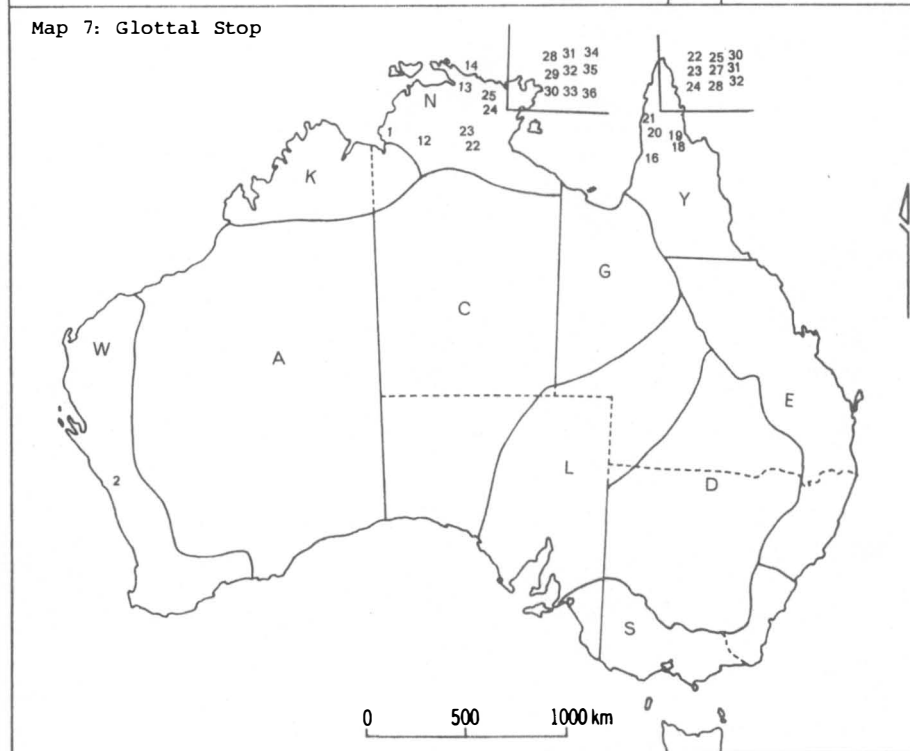 Map 7: Glottal Stop
28 31 34
29 32 35
30 33 36
22 25 30
23 27 31
24 28 32
14
13
25
24
N
1
12
23
22
21
20 19
18
16
K
Y
G
C
W
A
E
2
L
D
S
0 500 1000 km